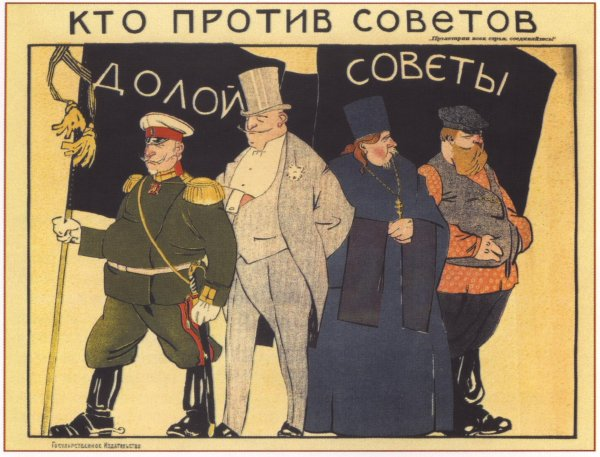 КТО ПРОТИВ СОВЕТОВ
„Пролетарии всех стран, соединяйтесь!“
ДОЛОЙ СОВЕТЫ
Государственное Издательство